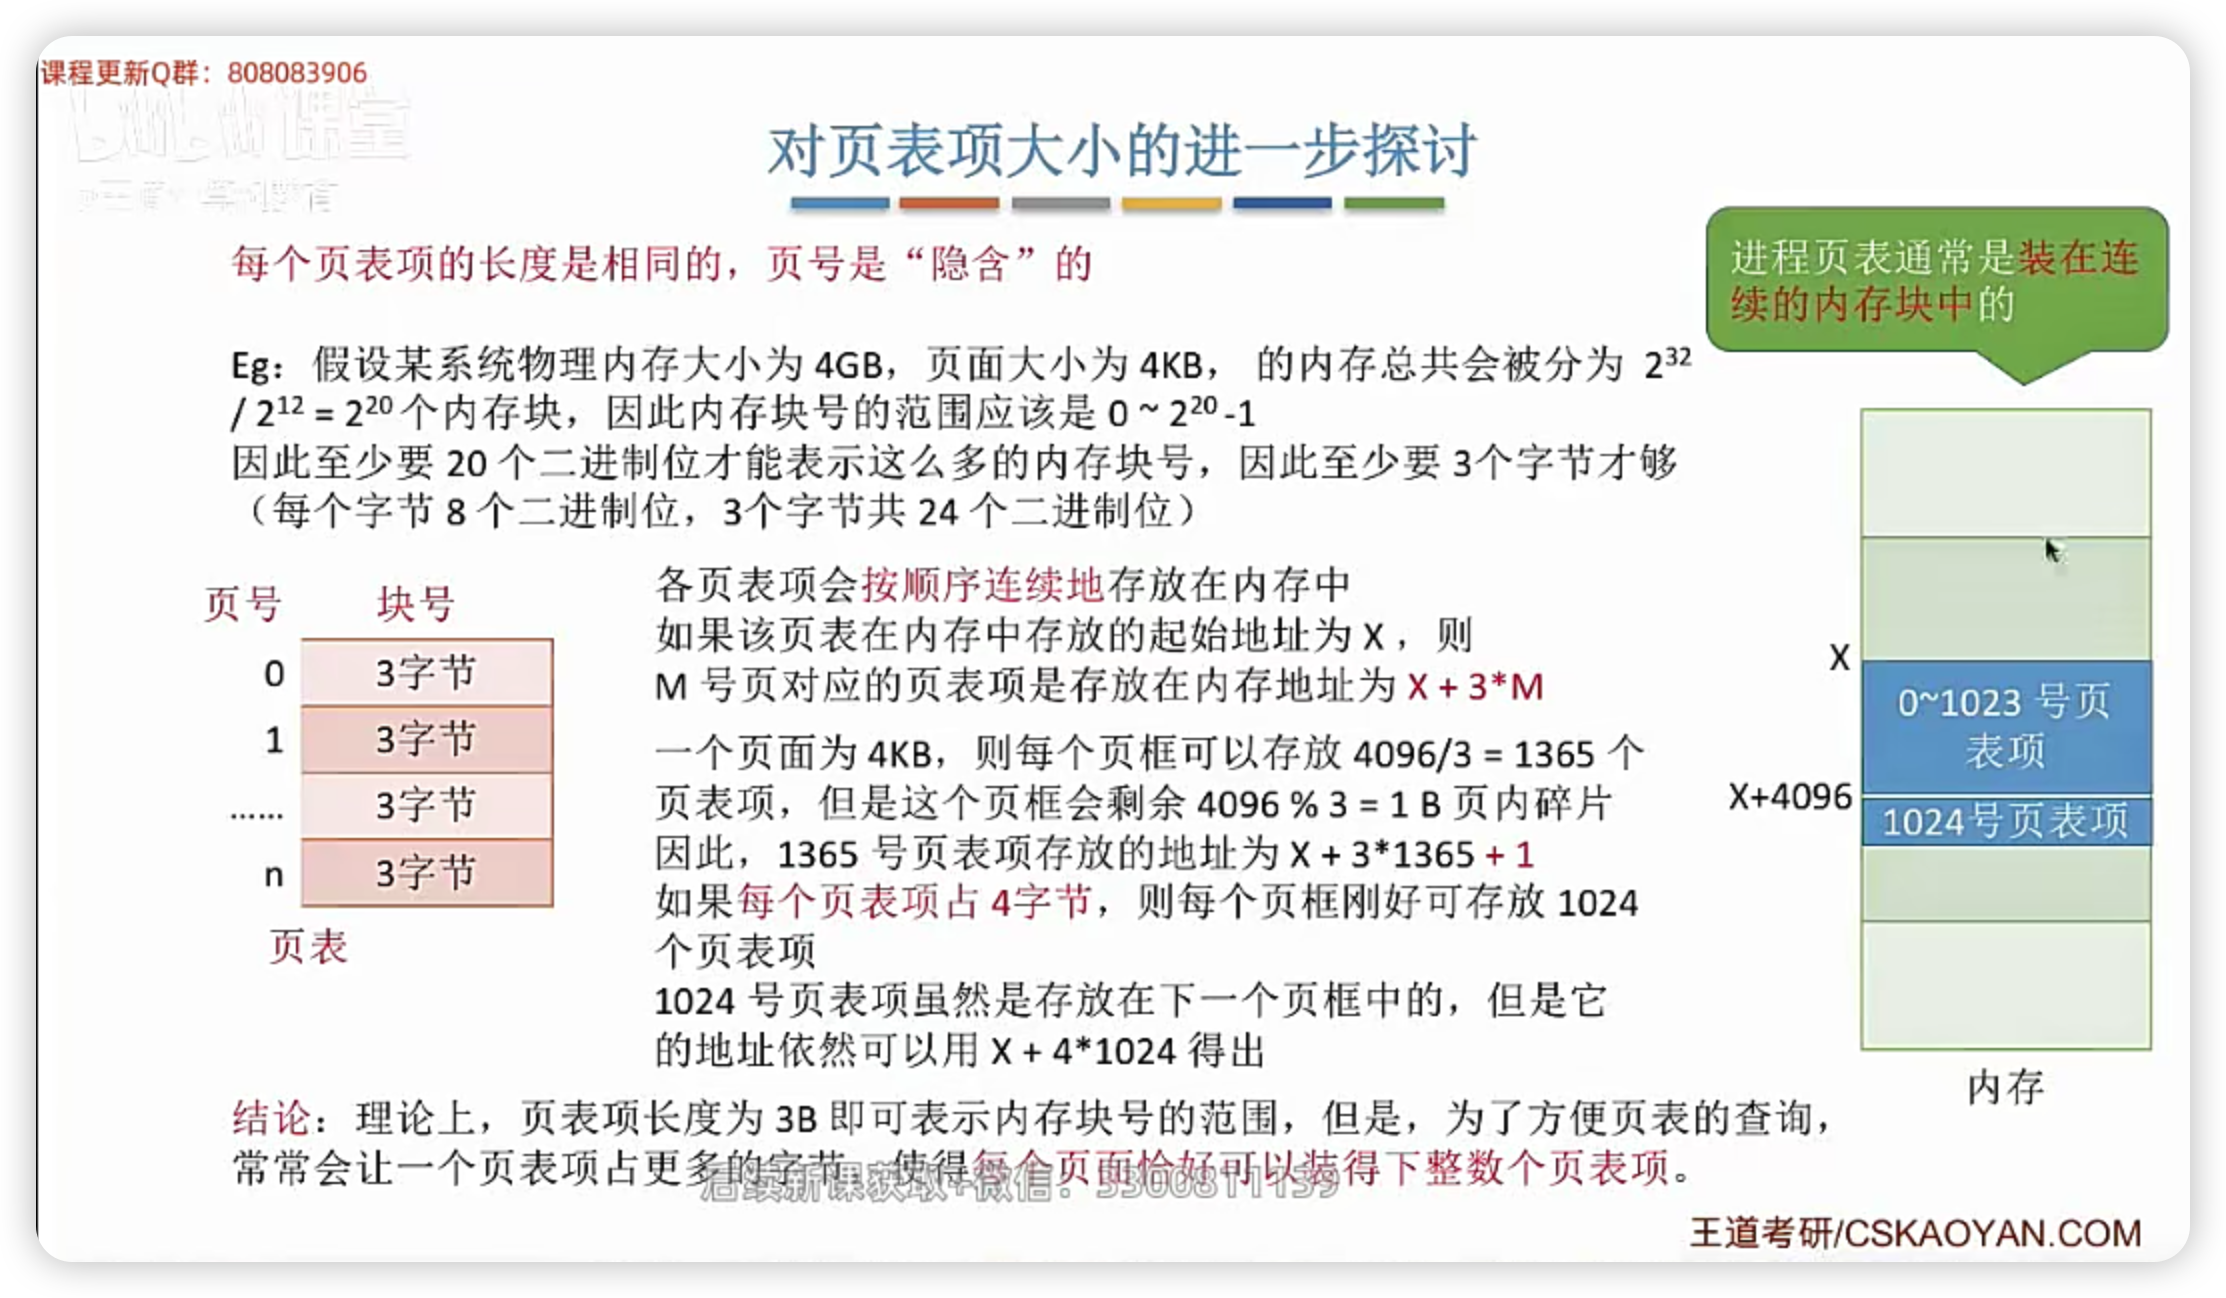 课程更新Q群：808083906
对页表项大小的进一步探讨
每个页表项的长度是相同的，页号是“隐含”的
进程页表通常是装在连
续的内存块中的
Eg：假设某系统物理内存大小为 4GB，页面大小为 4KB， 的内存总共会被分为 2³²
/ 2¹² = 2²⁰ 个内存块，因此内存块号的范围应该是 0 ~ 2²⁰ -1
因此至少要 20 个二进制位才能表示这么多的内存块号，因此至少要 3个字节才够
（每个字节 8 个二进制位，3个字节共 24 个二进制位）
页号 块号
0 3字节
1 3字节
…… 3字节
n 3字节
页表
各页表项会按顺序连续地存放在内存中
如果该页表在内存中存放的起始地址为 X ，则
M 号页对应的页表项是存放在内存地址为 X + 3*M
一个页面为 4KB，则每个页框可以存放 4096/3 = 1365 个
页表项，但是这个页框会剩余 4096 % 3 = 1 B 页内碎片
因此，1365 号页表项存放的地址为 X + 3*1365 + 1
如果每个页表项占 4字节，则每个页框刚好可存放 1024
个页表项
1024 号页表项虽然是存放在下一个页框中的，但是它
的地址依然可以用 X + 4*1024 得出
X
0~1023 号页
表项
X+4096
1024号页表项
内存
结论：理论上，页表项长度为 3B 即可表示内存块号的范围，但是，为了方便页表的查询，
常常会让一个页表项占更多的字节，使得每个页面恰好可以装得下整数个页表项。
后续新课获取+微信：3300811159
王道考研/CSKAOYAN.COM